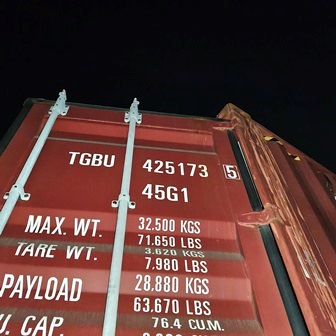 TGBU 425173 5
45G1
MAX. WT. 32.500 KGS
71.650 LBS
TARE WT. 3.620 KGS
7.980 LBS
PAYLOAD 28.880 KGS
63.670 LBS
CAP. 76.4 CU.M.